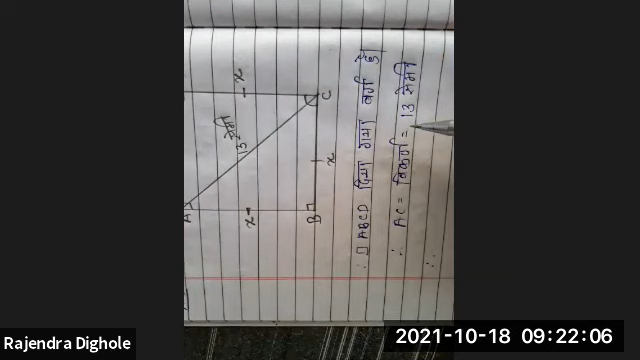 A
x
B
13 सेमी
x
x
C
∴ □ ABCD दिया गया वर्ग है|
∴ AC = विकर्ण = 13 सेमी
∴
Rajendra Dighole
2021-10-18 09:22:06